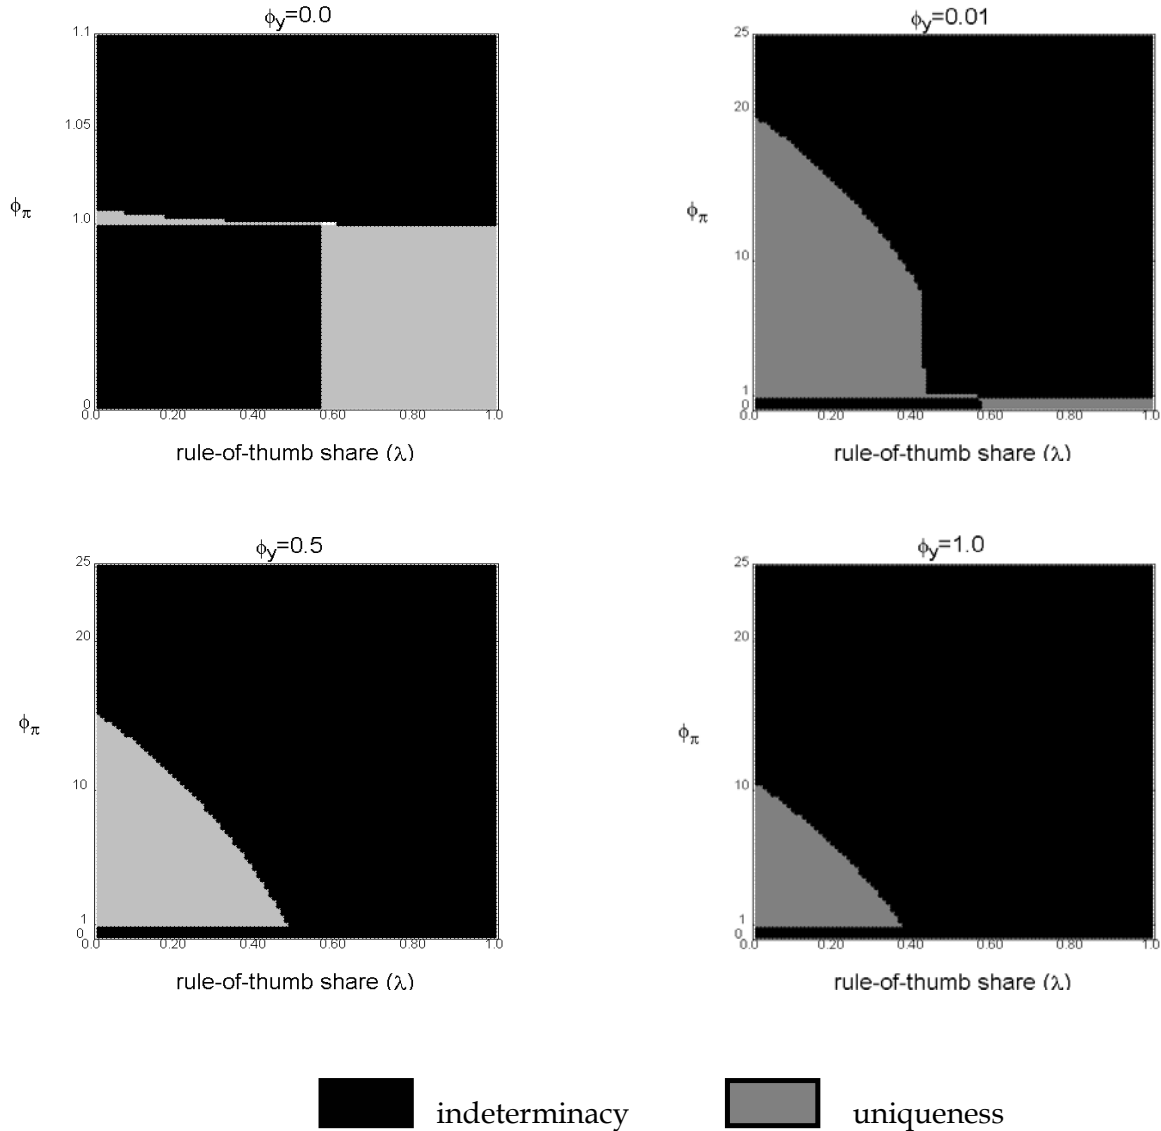 ϕy=0.0
1.1
1.05
ϕπ
1.0
0
0.0 0.20 0.40 0.60 0.80 1.0
rule-of-thumb share (λ)
ϕy=0.01
25
20
ϕπ
10
1
0
0.0 0.20 0.40 0.60 0.80 1.0
rule-of-thumb share (λ)
ϕy=0.5
25
20
ϕπ
10
1
0
0.0 0.20 0.40 0.60 0.80 1.0
rule-of-thumb share (λ)
ϕy=1.0
25
20
ϕπ
10
1
0
0.0 0.20 0.40 0.60 0.80 1.0
rule-of-thumb share (λ)
indeterminacy uniqueness